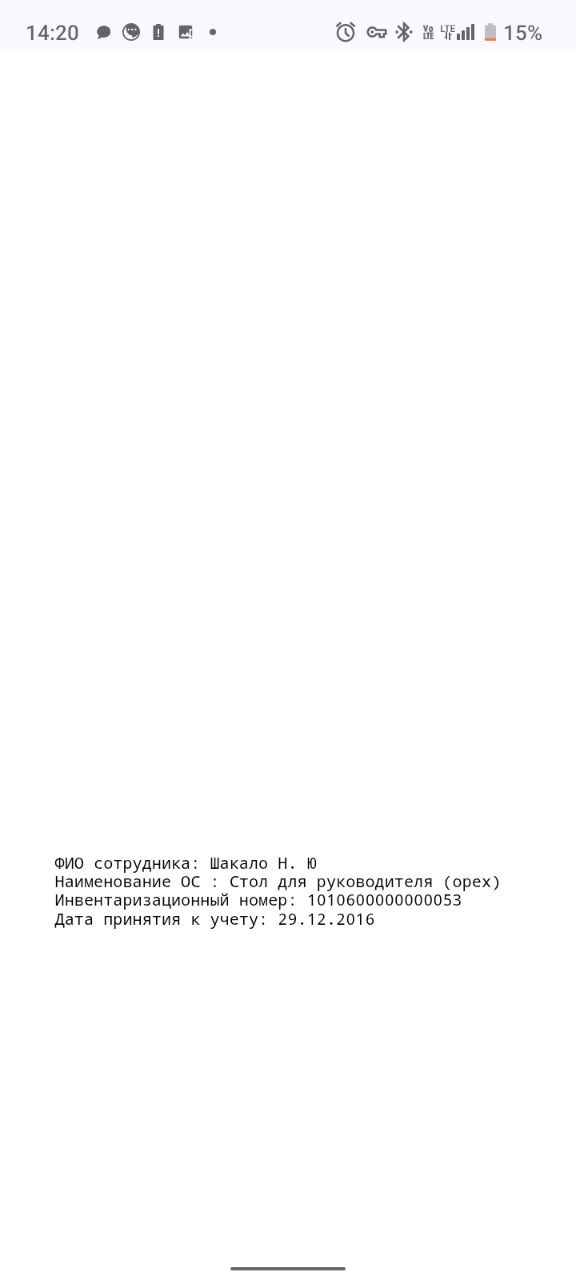 14:20 15%
ФИО сотрудника: Шакало Н. Ю
Наименование ОС : Стол для руководителя (орех)
Инвентаризационный номер: 1010600000000053
Дата принятия к учету: 29.12.2016